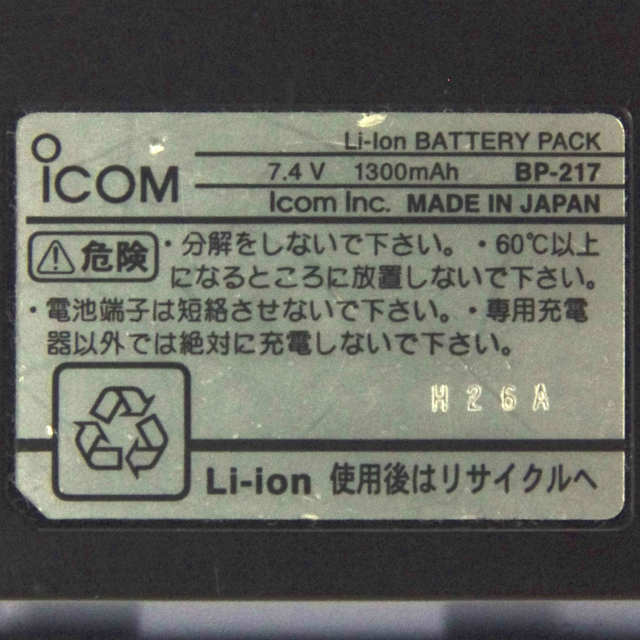 Li-Ion BATTERY PACK
ICOM
7.4 V 1300mAh BP-217
Icom Inc. MADE IN JAPAN
危険 ・分解をしないで下さい。・60℃以上
になるところに放置しないで下さい。
・電池端子は短絡させないで下さい。・専用充電
器以外では絶対に充電しないで下さい。
H26A
Li-ion 使用後はリサイクルへ